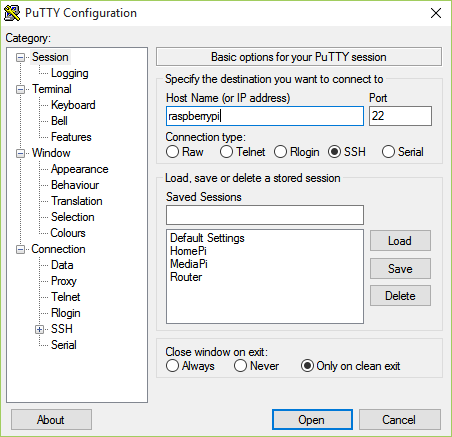 PuTTY Configuration
Category:
Session
Logging
Terminal
Keyboard
Bell
Features
Window
Appearance
Behaviour
Translation
Selection
Colours
Connection
Data
Proxy
Telnet
Rlogin
SSH
Serial
Basic options for your PuTTY session
Specify the destination you want to connect to
Host Name (or IP address) Port
raspberrypi 22
Connection type:
Raw Telnet Rlogin SSH Serial
Load, save or delete a stored session
Saved Sessions
Default Settings
HomePi
MediaPi
Router
Load
Save
Delete
Close window on exit:
Always Never Only on clean exit
About Open Cancel